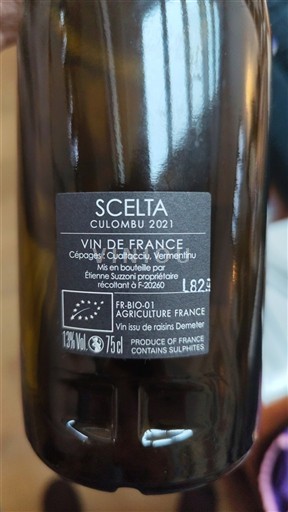 SCELTA
CULOMBU 2021
VIN DE FRANCE
Cépages: Cualtacciu, Vermentinu
Mis en bouteille par
Étienne Suzzoni propriétaire
récoltant à F-20260
L823
FR-BIO-01
AGRICULTURE FRANCE
Vin issu de raisins Demeter
13% Vol. 75 cl
PRODUCE OF FRANCE
CONTAINS SULPHITES